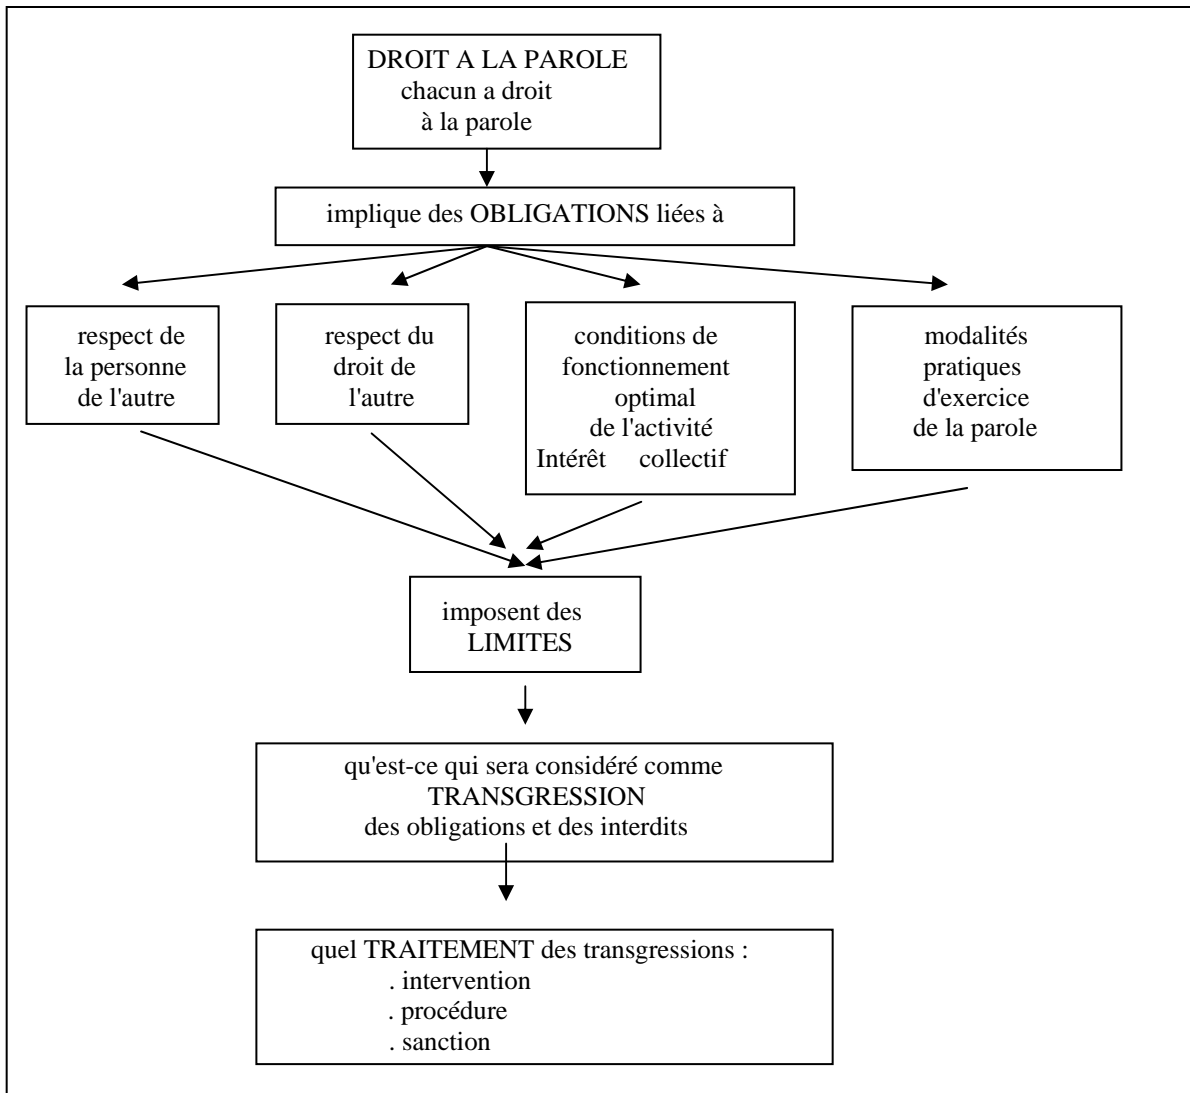 DROIT A LA PAROLE
chacun a droit
à la parole
implique des OBLIGATIONS liées à
respect de
la personne
de l'autre
respect du
droit de
l'autre
conditions de
fonctionnement
optimal
de l'activité
Intérêt collectif
modalités
pratiques
d'exercice
de la parole
imposent des
LIMITES
qu'est-ce qui sera considéré comme
TRANSGRESSION
des obligations et des interdits
quel TRAITEMENT des transgressions :
. intervention
. procédure
. sanction